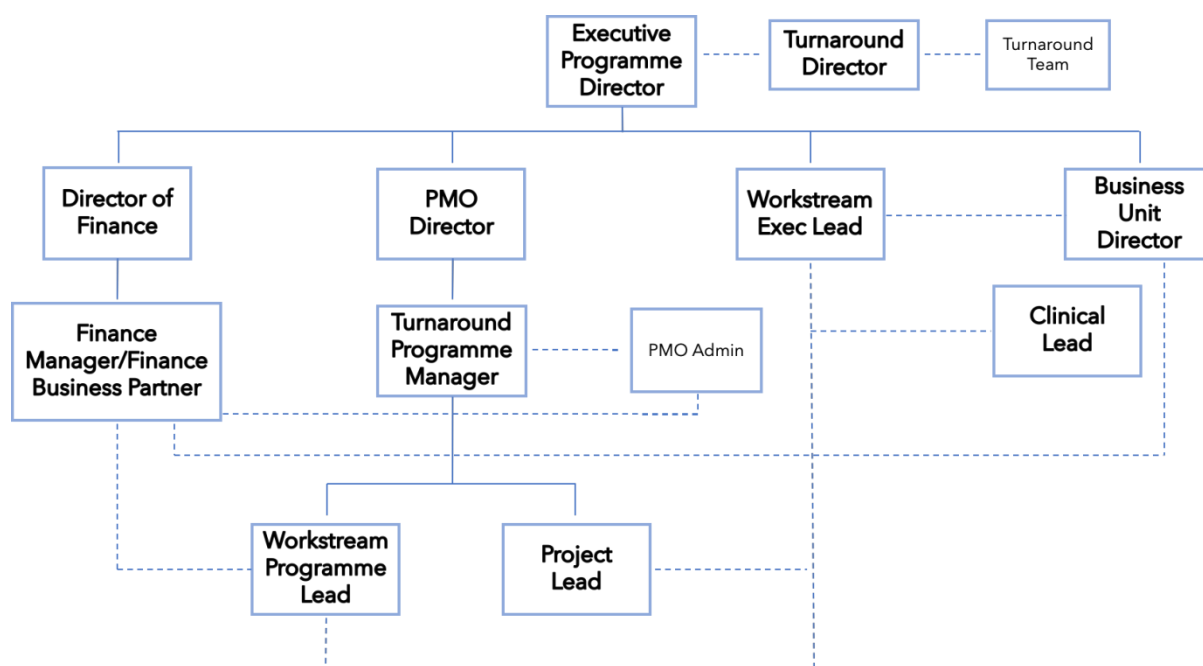 Executive
Programme
Director
Turnaround
Director
Turnaround
Team
Director of
Finance
PMO
Director
Workstream
Exec Lead
Business
Unit
Director
Finance
Manager/Finance
Business Partner
Turnaround
Programme
Manager
PMO Admin
Clinical
Lead
Workstream
Programme
Lead
Project
Lead